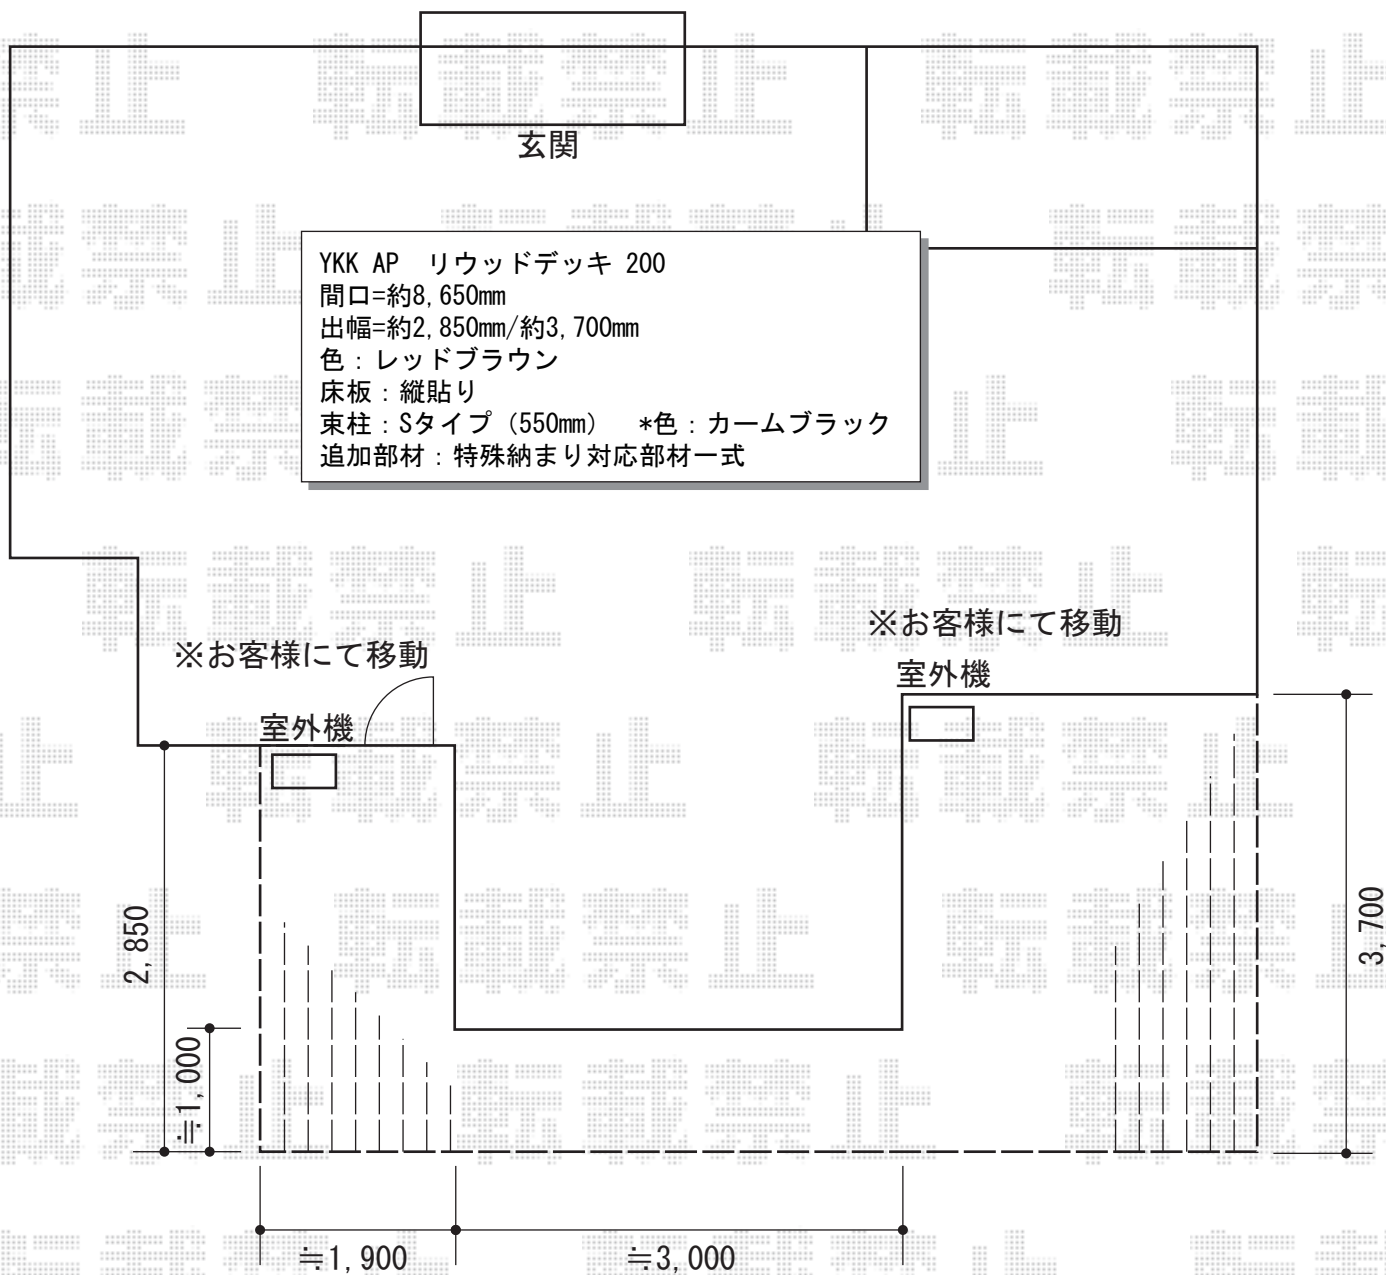 玄関
YKK AP　リウッドデッキ 200
間口=約8,650mm
出幅=約2,850mm/約3,700mm
色：レッドブラウン
床板：縦貼り
束柱：Sタイプ（550mm）　*色：カームブラック
追加部材：特殊納まり対応部材一式
※お客様にて移動
室外機
※お客様にて移動
室外機
2,850
≒1,000
3,700
≒1,900
≒3,000
転載禁止